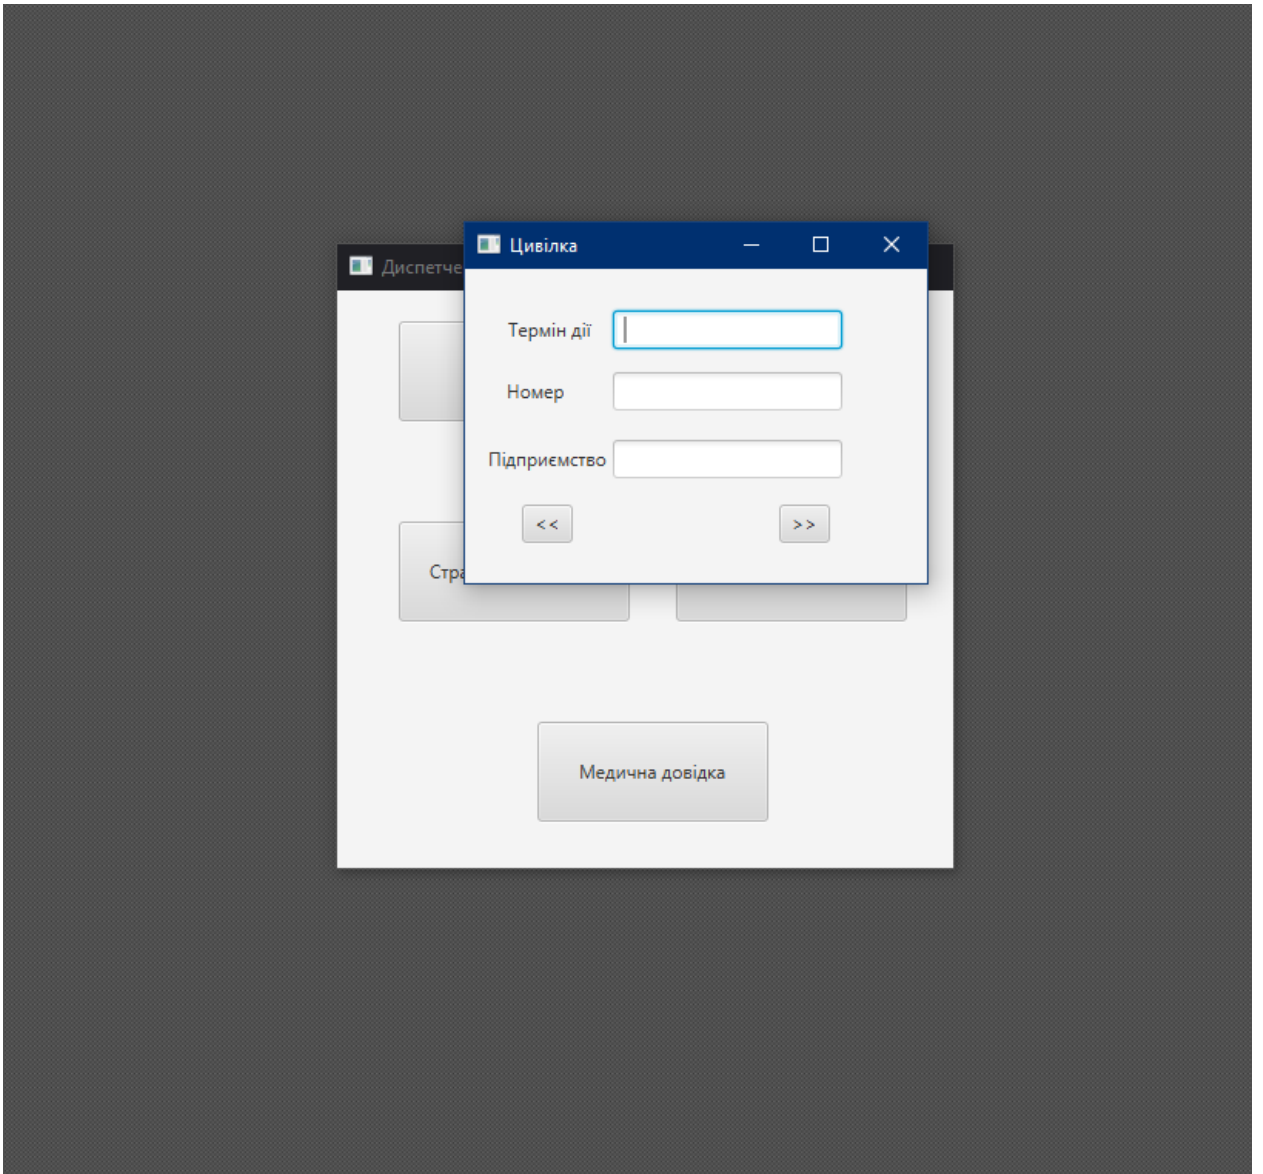 Цивілка
Диспетче
Термін дії
Номер
Підприємство
<< >>
Стра
Медична довідка